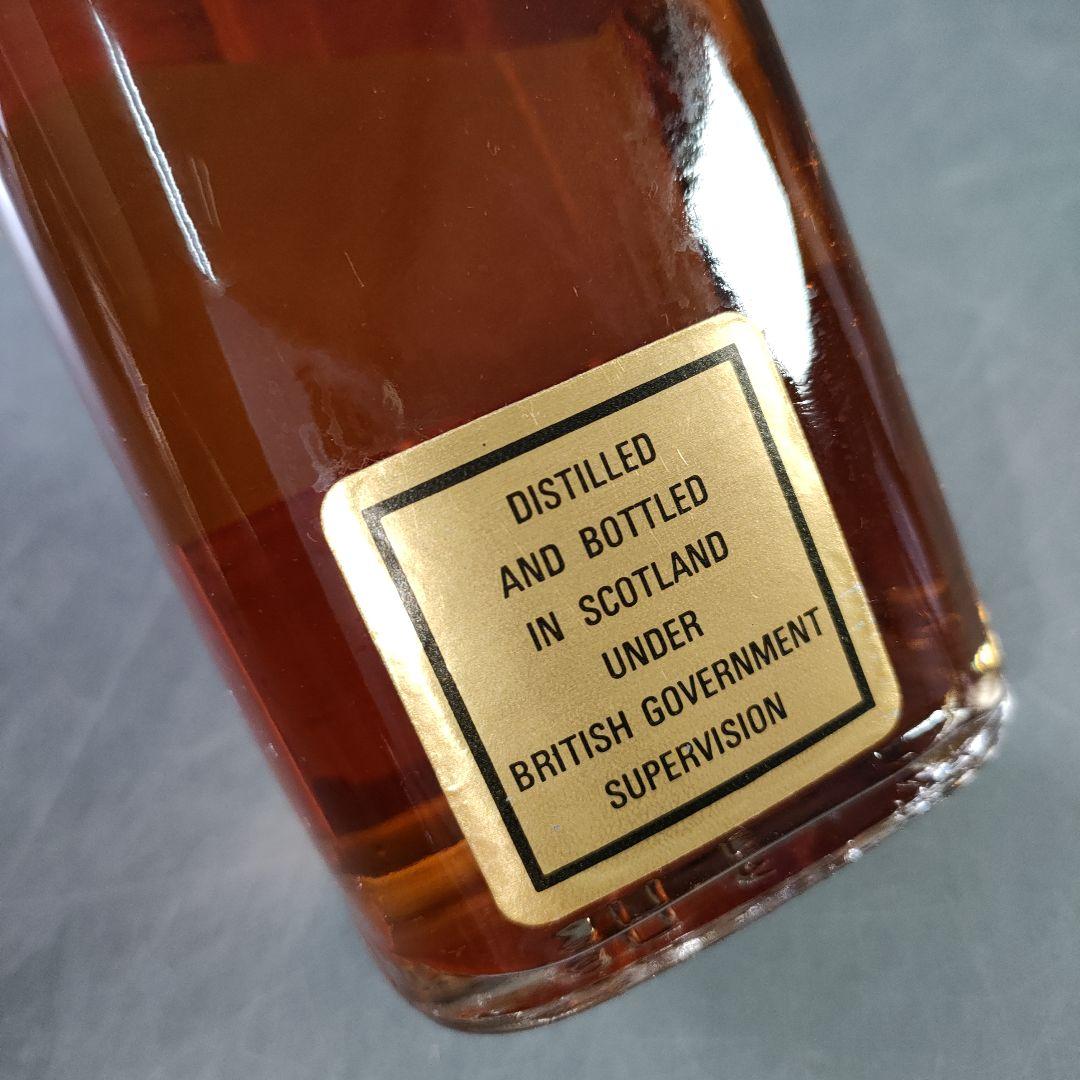 DISTILLED
AND BOTTLED
IN SCOTLAND
UNDER
BRITISH GOVERNMENT
SUPERVISION